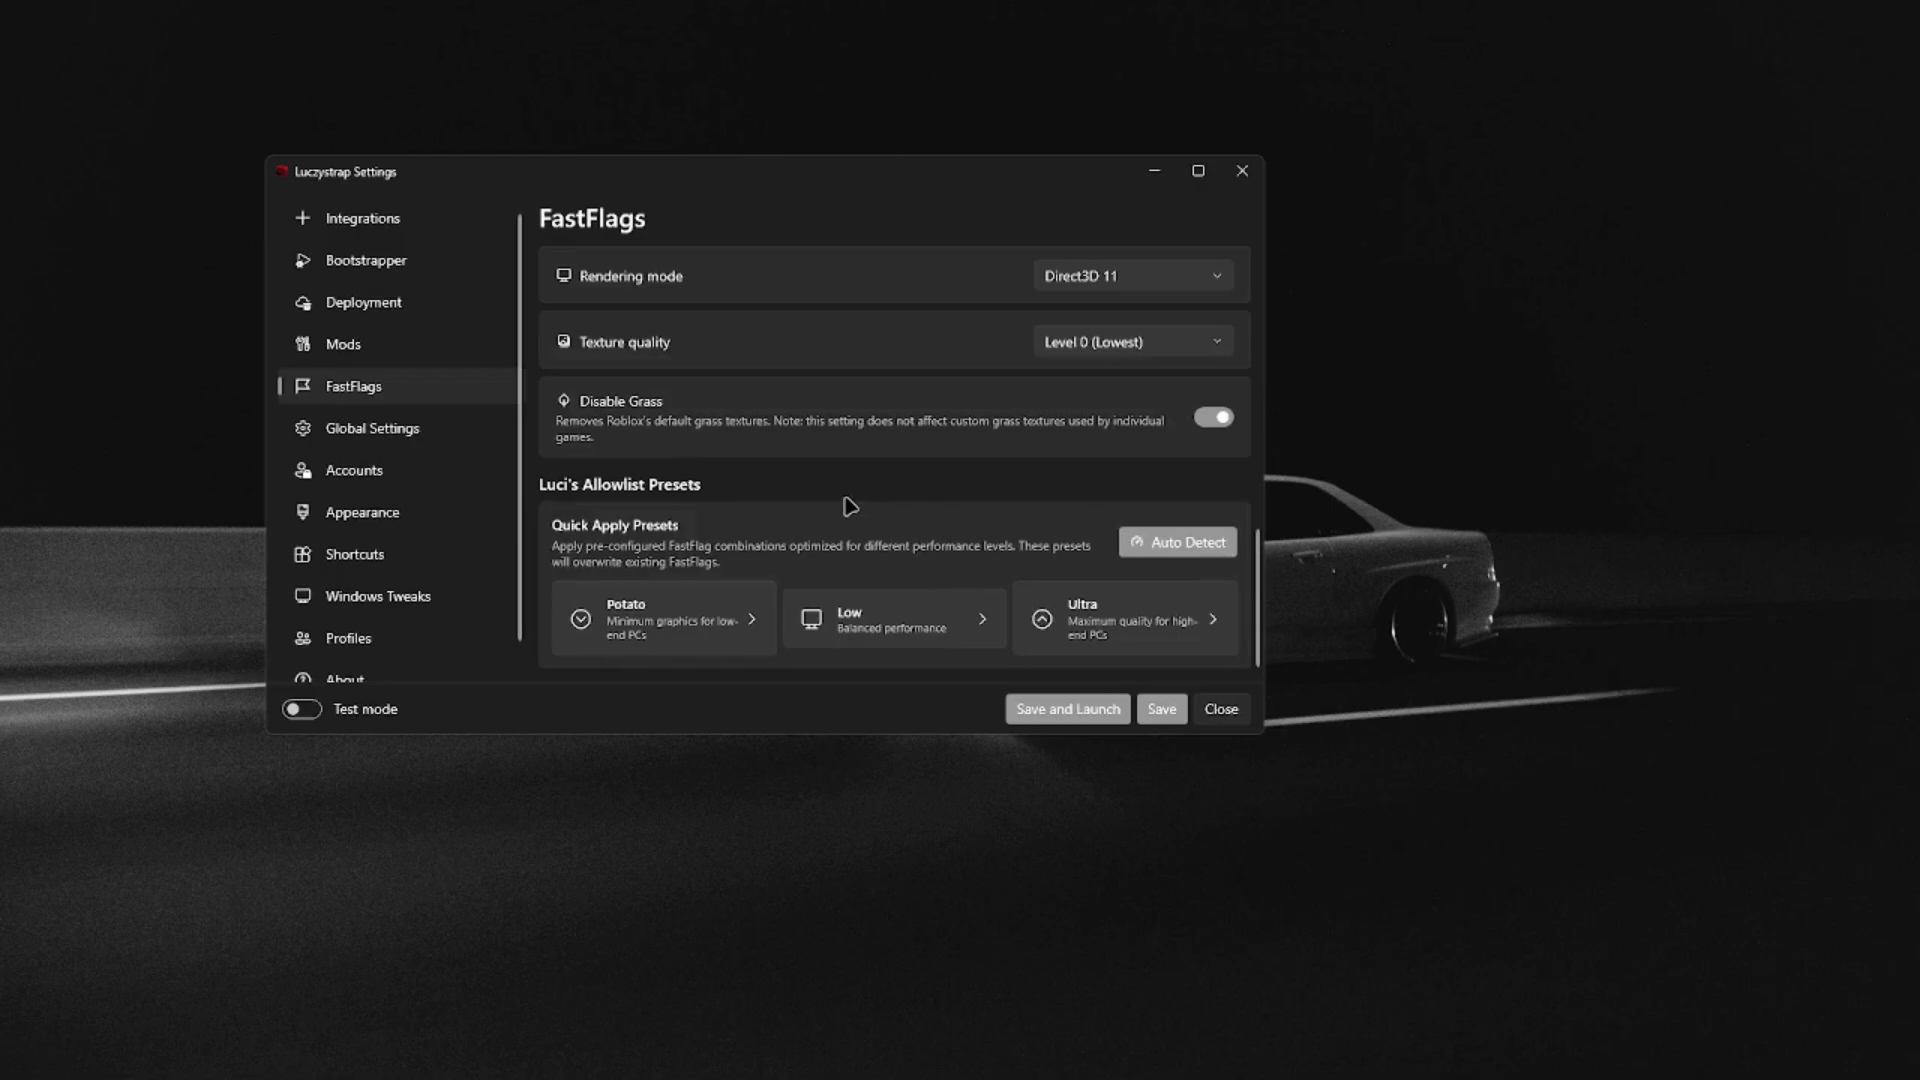 Luczystrap Settings
Integrations
Bootstrapper
Deployment
Mods
FastFlags
Global Settings
Accounts
Appearance
Shortcuts
Windows Tweaks
Profiles
About
Test mode
FastFlags
Rendering mode
Direct3D 11
Texture quality
Level 0 (Lowest)
Disable Grass
Removes Roblox's default grass textures. Note: this setting does not affect custom grass textures used by individual
games.
Luci's Allowlist Presets
Quick Apply Presets
Apply pre-configured FastFlag combinations optimized for different performance levels. These presets
will overwrite existing FastFlags.
Auto Detect
Potato
Minimum graphics for low-
end PCs
Low
Balanced performance
Ultra
Maximum quality for high-
end PCs
Save and Launch
Save
Close